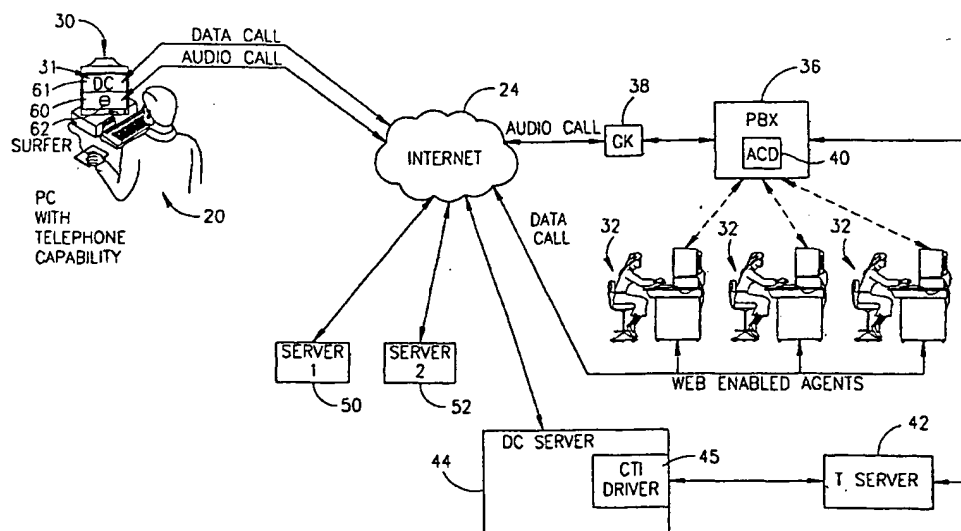 30
DATA CALL
AUDIO CALL
31
61
DC
60
62
SURFER
20
PC
WITH
TELEPHONE
CAPABILITY
24
INTERNET
AUDIO CALL
38
GK
36
PBX
ACD
40
DATA
CALL
32
32
32
WEB ENABLED AGENTS
SERVER
1
50
SERVER
2
52
DC SERVER
44
CTI
DRIVER
45
42
T SERVER